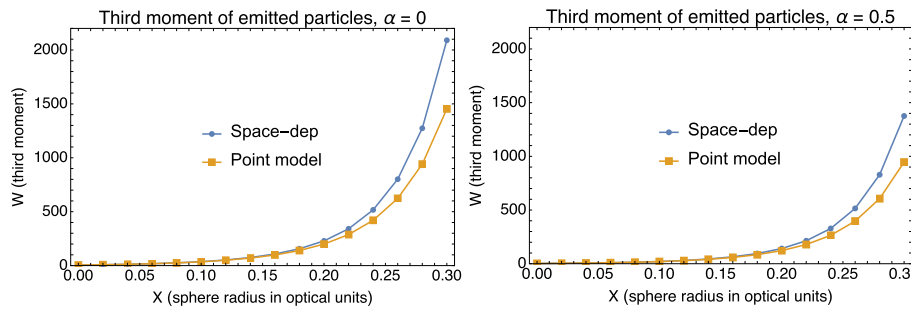 Third moment of emitted particles, α = 0
W (third moment)
2000
1500
1000
500
0
Space-dep
Point model
0.00 0.05 0.10 0.15 0.20 0.25 0.30
X (sphere radius in optical units)
Third moment of emitted particles, α = 0.5
W (third moment)
2000
1500
1000
500
0
Space-dep
Point model
0.00 0.05 0.10 0.15 0.20 0.25 0.30
X (sphere radius in optical units)